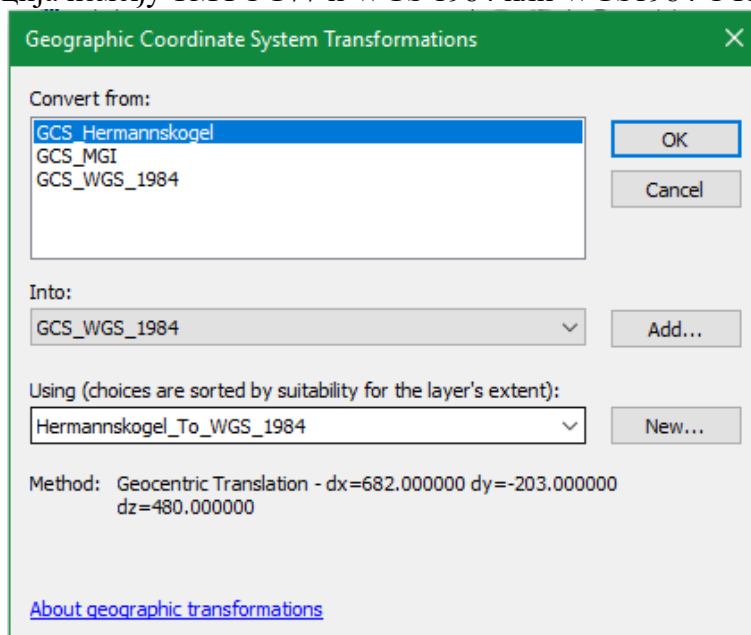 Geographic Coordinate System Transformations
Convert from:
GCS_Hermannskogel
GCS_MGI
GCS_WGS_1984
OK
Cancel
Into:
GCS_WGS_1984
Add...
Using (choices are sorted by suitability for the layer's extent):
Hermannskogel_To_WGS_1984
New...
Method: Geocentric Translation - dx=682.000000 dy=-203.000000
dz=480.000000
About geographic transformations